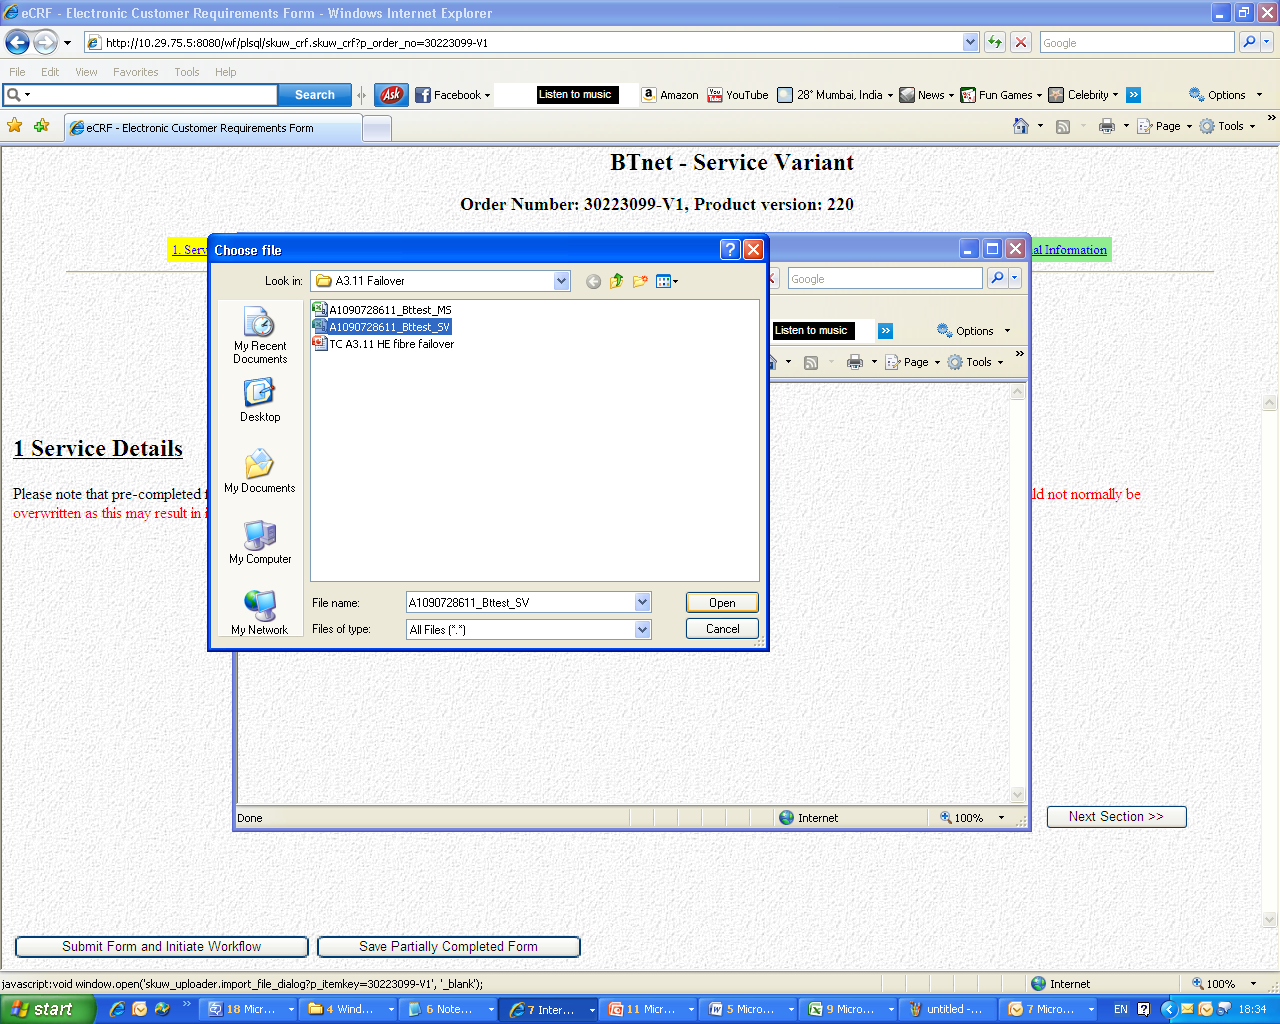 eCRF - Electronic Customer Requirements Form - Windows Internet Explorer
http://10.29.75.5:8080/wf/plsql/skuw_crf.skuw_crf?p_order_no=30223099-V1
Google
File Edit View Favorites Tools Help
Search Ask Facebook Listen to music Amazon YouTube 28° Mumbai, India News Fun Games Celebrity Options
eCRF - Electronic Customer Requirements Form
Page Tools
BTnet - Service Variant
Order Number: 30223099-V1, Product version: 220
1. Serv
al Information
Choose file
Look in: A3.11 Failover
Google
A1090728611_Bttest_MS
A1090728611_Bttest_SV
TC A3.11 HE fibre failover
My Recent Documents
Desktop
My Documents
My Computer
My Network
Listen to music Options
Page Tools
File name: A1090728611_Bttest_SV Open
Files of type: All Files (*.*) Cancel
1 Service Details
Please note that pre-completed
ld not normally be
overwritten as this may result in i
Done Internet 100%
Next Section >>
Submit Form and Initiate Workflow Save Partially Completed Form
javascript:void window.open('skuw_uploader.import_file_dialog?p_itemkey=30223099-V1', '_blank'); Internet 100%
start 18 Micr... 4 Wind... 6 Note... 7 Inter... 11 Micr... 5 Micro... 9 Micro... untitled -... 7 Micro... EN 18:34